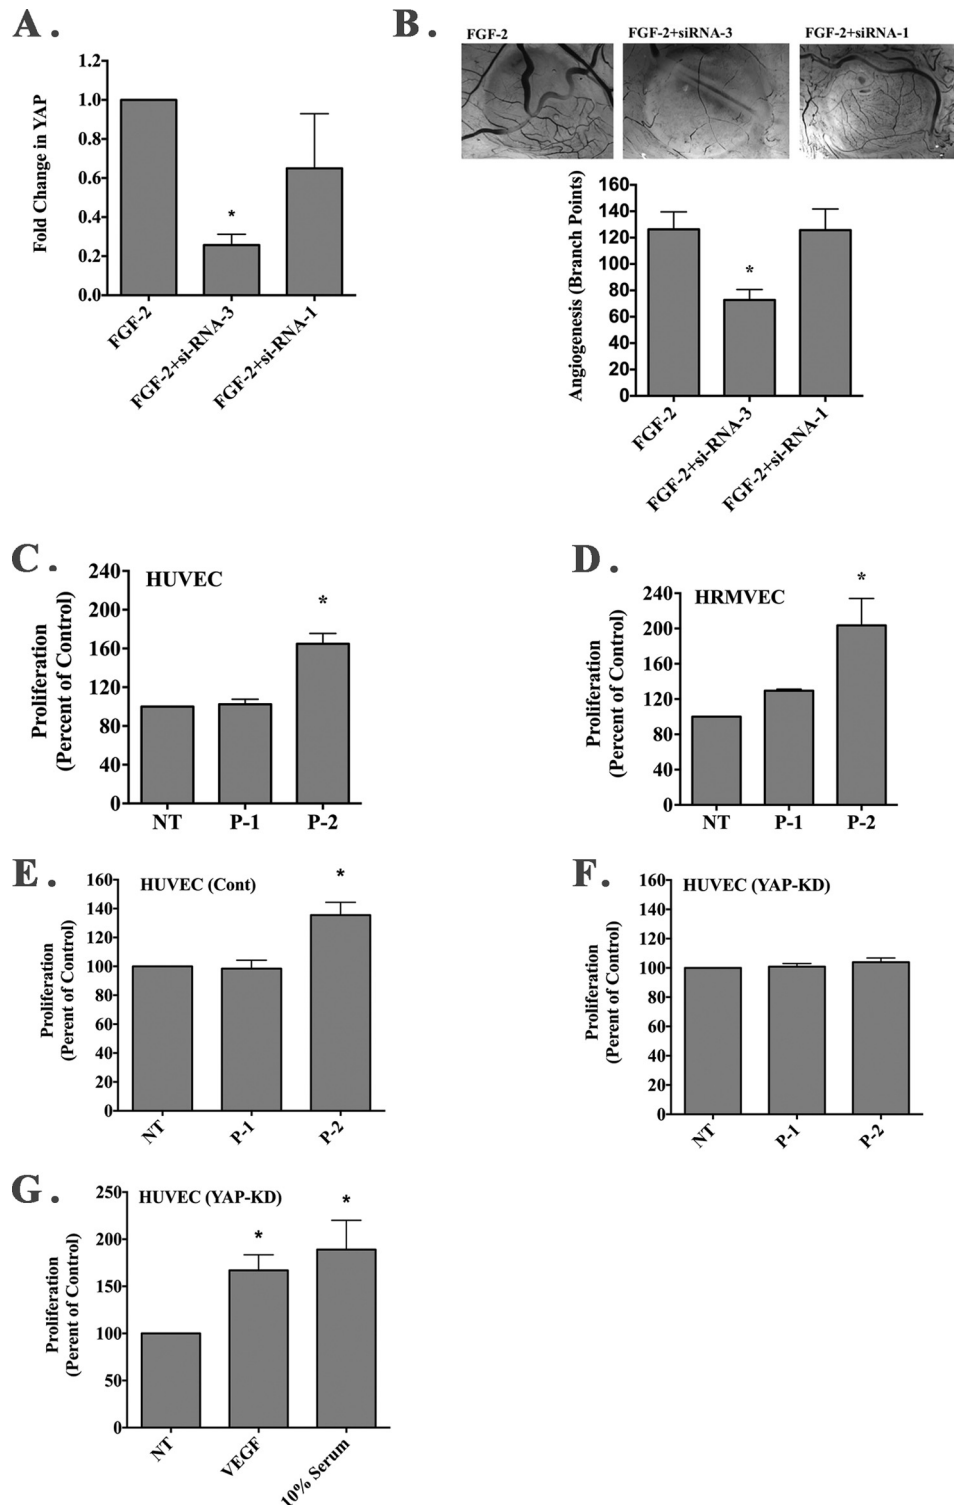 A.
Fold Change in YAP
1.2
1.0
0.8
0.6
0.4
0.2
0.0
*
FGF-2
FGF-2+si-RNA-3
FGF-2+si-RNA-1
B.
FGF-2
FGF-2+siRNA-3
FGF-2+siRNA-1
Angiogenesis (Branch Points)
160
140
120
100
80
60
40
20
0
*
FGF-2
FGF-2+si-RNA-3
FGF-2+si-RNA-1
C.
HUVEC
Proliferation
(Percent of Control)
240
200
160
120
80
40
0
*
NT
P-1
P-2
D.
HRMVEC
Proliferation
(Percent of Control)
240
200
160
120
80
40
0
*
NT
P-1
P-2
E.
HUVEC (Cont)
Proliferation
(Perent of Control)
160
140
120
100
80
60
40
20
0
*
NT
P-1
P-2
F.
HUVEC (YAP-KD)
Proliferation
(Perent of Control)
160
140
120
100
80
60
40
20
0
NT
P-1
P-2
G.
HUVEC (YAP-KD)
Proliferation
(Perent of Control)
250
200
150
100
50
0
*
*
NT
VEGF
10% Serum